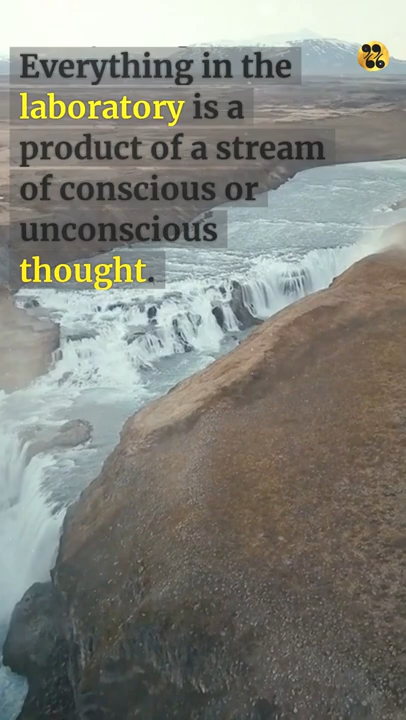 Everything in the
laboratory is a
product of a stream
of conscious or
unconscious
thought.